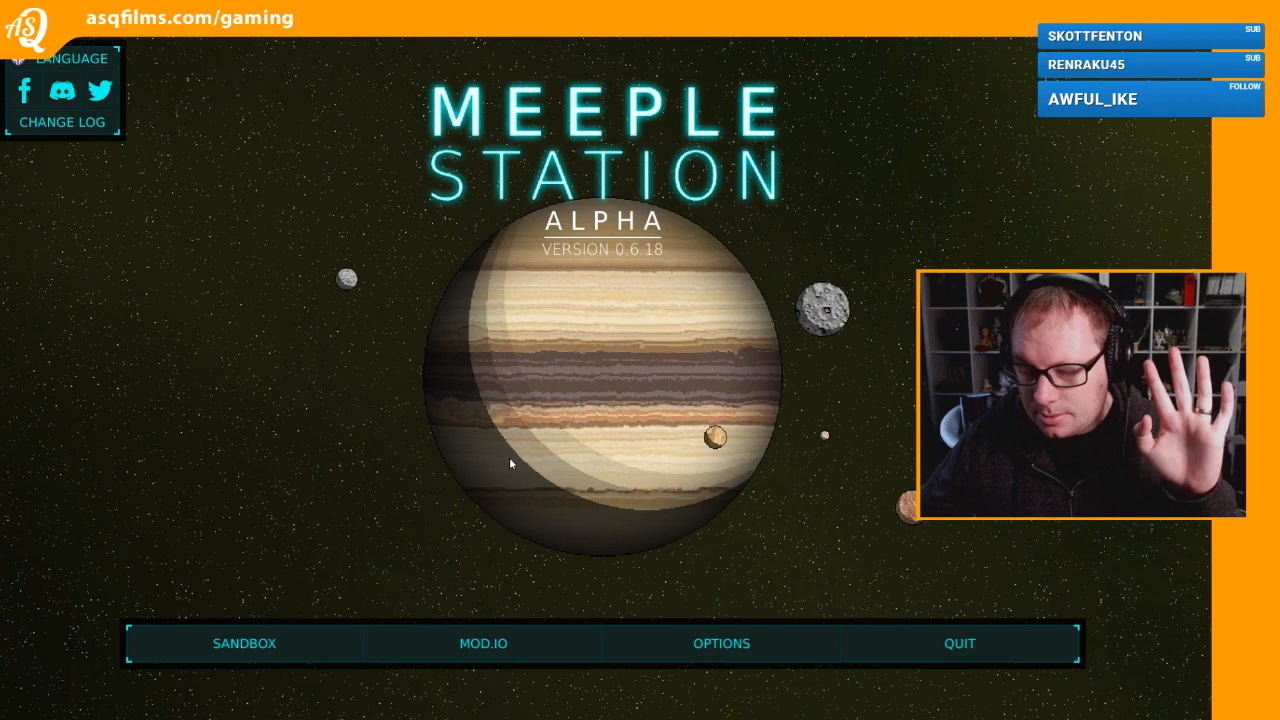 ASQ
asqfilms.com/gaming
LANGUAGE
CHANGE LOG
MEEPLE
STATION
ALPHA
VERSION 0.6.18
SKOTTFENTON SUB
RENRAKU45 SUB
AWFUL_IKE FOLLOW
SANDBOX MOD.IO OPTIONS QUIT